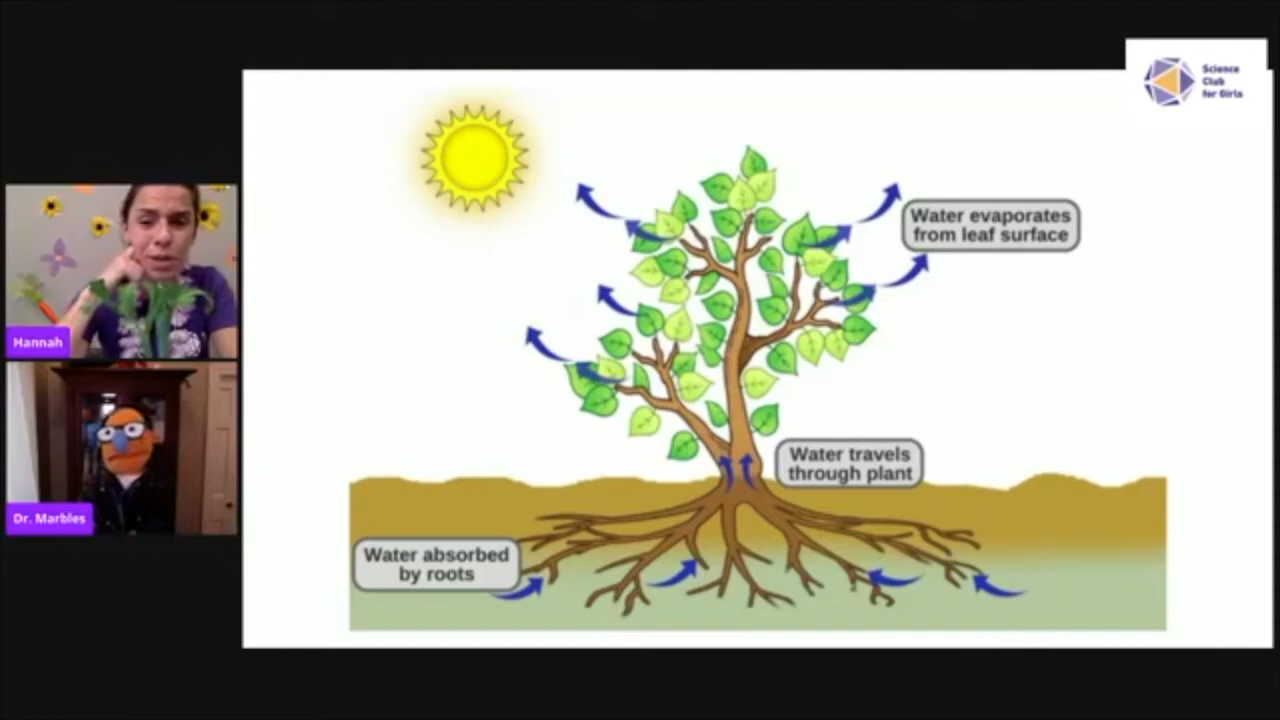 Science
Club
for Girls
Water evaporates
from leaf surface
Hannah
Water travels
through plant
Dr. Marbles
Water absorbed
by roots